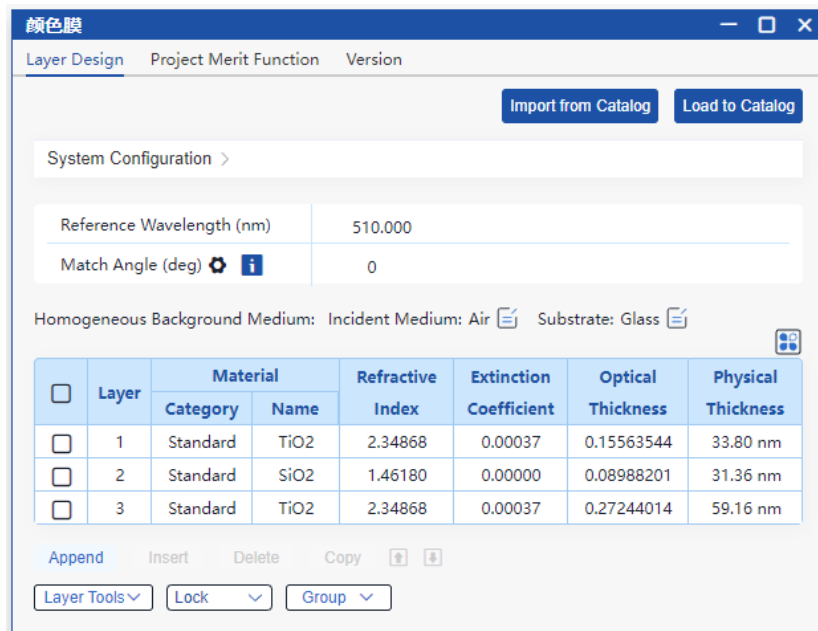 颜色膜
Layer Design Project Merit Function Version
Import from Catalog Load to Catalog
System Configuration >
Reference Wavelength (nm) 510.000
Match Angle (deg) i 0
Homogeneous Background Medium: Incident Medium: Air Substrate: Glass
Layer Material Refractive Index Extinction Coefficient Optical Thickness Physical Thickness
Category Name
1 Standard TiO2 2.34868 0.00037 0.15563544 33.80 nm
2 Standard SiO2 1.46180 0.00000 0.08988201 31.36 nm
3 Standard TiO2 2.34868 0.00037 0.27244014 59.16 nm
Append Insert Delete Copy
Layer Tools Lock Group